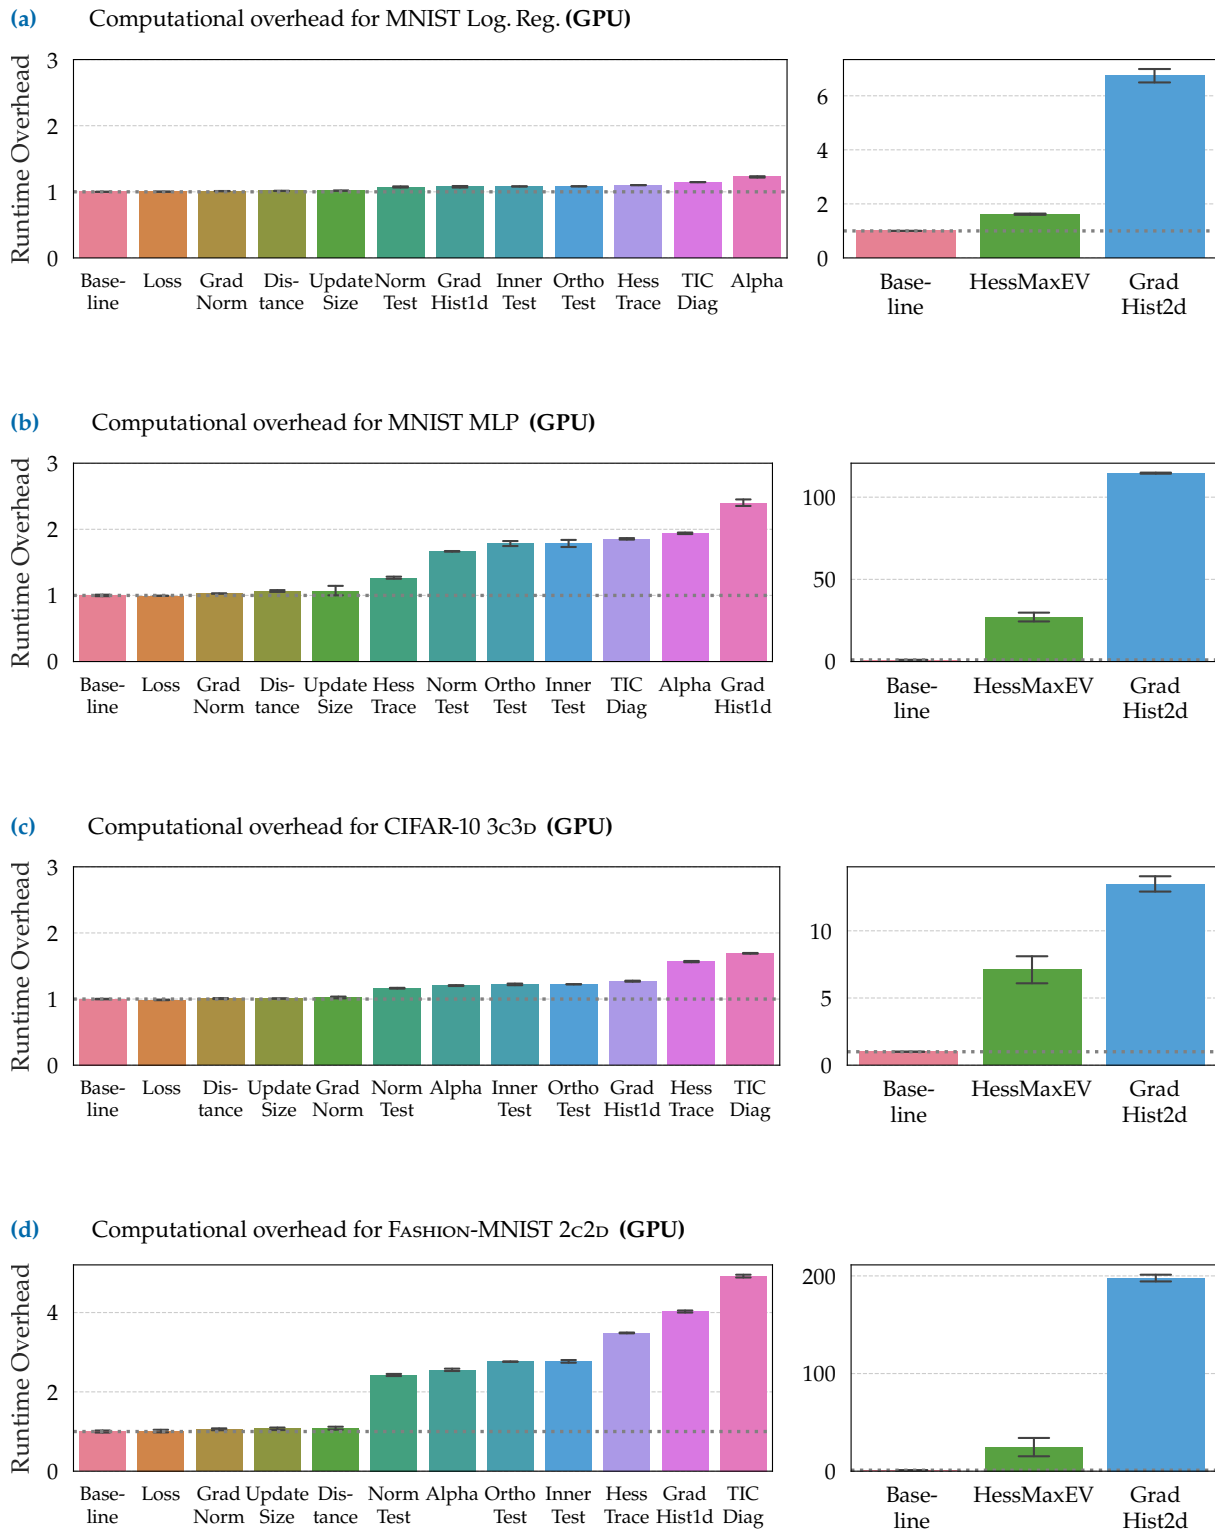 (a) Computational overhead for MNIST Log. Reg. (GPU)
Runtime Overhead
3
2
1
0
Base-line Loss Grad Norm Dis-tance Update Size Norm Test Grad Hist1d Inner Test Ortho Test Hess Trace TIC Diag Alpha
6
4
2
0
Base-line HessMaxEV Grad Hist2d
(b) Computational overhead for MNIST MLP (GPU)
Runtime Overhead
3
2
1
0
Base-line Loss Grad Norm Dis-tance Update Size Hess Trace Norm Test Ortho Test Inner Test TIC Diag Alpha Grad Hist1d
100
50
0
Base-line HessMaxEV Grad Hist2d
(c) Computational overhead for CIFAR-10 3c3d (GPU)
Runtime Overhead
3
2
1
0
Base-line Loss Dis-tance Update Size Grad Norm Norm Test Alpha Inner Test Ortho Test Grad Hist1d Hess Trace TIC Diag
10
5
0
Base-line HessMaxEV Grad Hist2d
(d) Computational overhead for Fashion-MNIST 2c2d (GPU)
Runtime Overhead
4
2
0
Base-line Loss Grad Norm Update Size Dis-tance Norm Test Alpha Ortho Test Inner Test Hess Trace Grad Hist1d TIC Diag
200
100
0
Base-line HessMaxEV Grad Hist2d